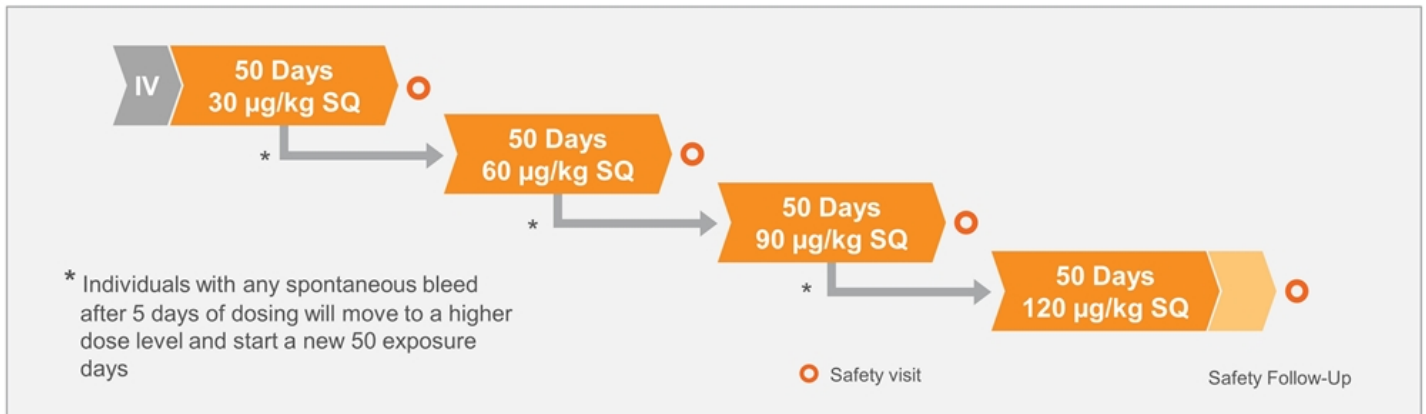 IV
50 Days
30 µg/kg SQ
*
50 Days
60 µg/kg SQ
*
50 Days
90 µg/kg SQ
*
50 Days
120 µg/kg SQ
* Individuals with any spontaneous bleed
after 5 days of dosing will move to a higher
dose level and start a new 50 exposure
days
Safety visit
Safety Follow-Up